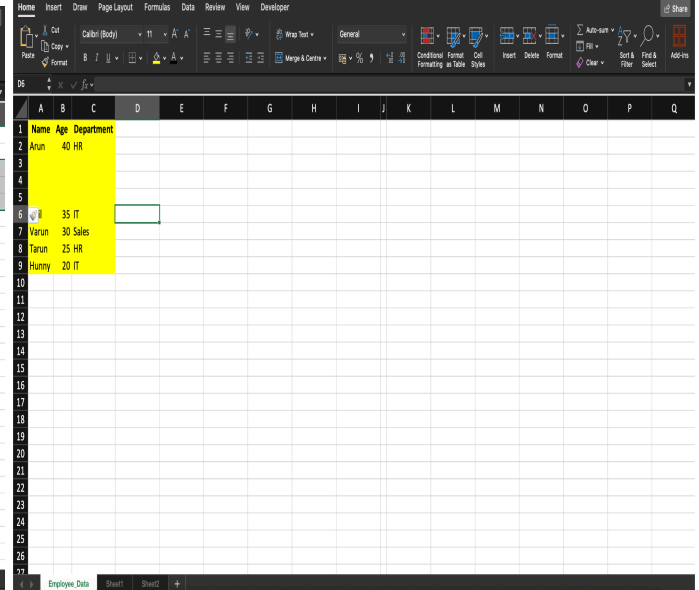 Home Insert Draw Page Layout Formulas Data Review View Developer Share
Cut Calibri (Body) 11 A A Wrap Text General Auto-sum
Copy Fill
Paste Format B I U A Merge & Centre % Conditional Formatting Format as Table Cell Styles Insert Delete Format Clear Sort & Filter Find & Select Add-ins
D6 fx
A B C D E F G H I J K L M N O P Q
1 Name Age Department
2 Arun 40 HR
3
4
5
6 35 IT
7 Varun 30 Sales
8 Tarun 25 HR
9 Hunny 20 IT
10
11
12
13
14
15
16
17
18
19
20
21
22
23
24
25
26
27
Employee_Data Sheet1 Sheet2 +